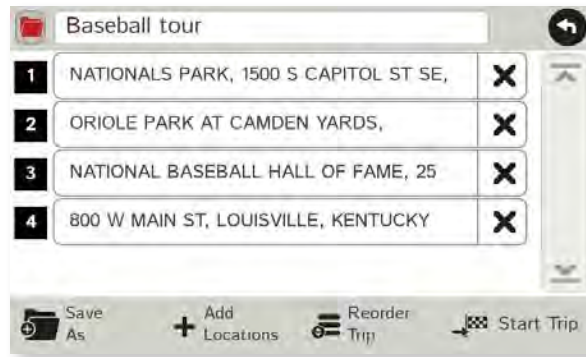 Baseball tour
1 NATIONALS PARK, 1500 S CAPITOL ST SE,
2 ORIOLE PARK AT CAMDEN YARDS,
3 NATIONAL BASEBALL HALL OF FAME, 25
4 800 W MAIN ST, LOUISVILLE, KENTUCKY
Save As
Add Locations
Reorder Trip
Start Trip